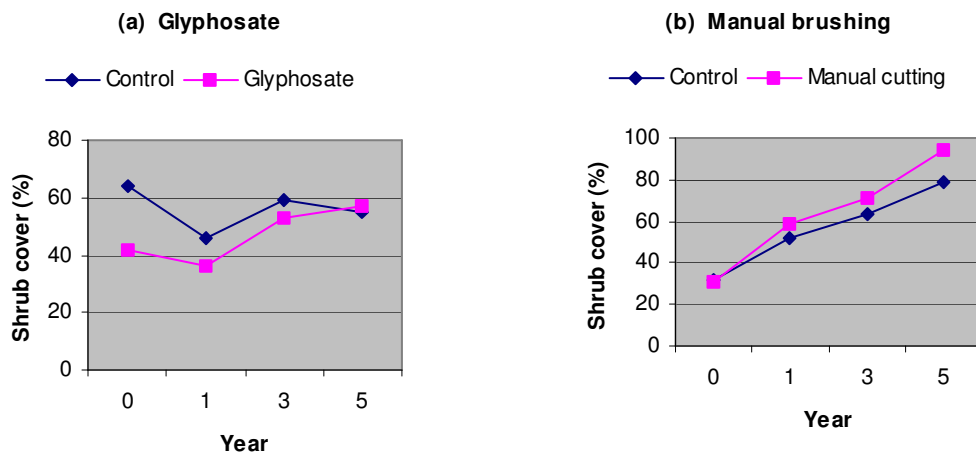 (a) Glyphosate
Control Glyphosate
Shrub cover (%)
80
60
40
20
0
0 1 3 5
Year
(b) Manual brushing
Control Manual cutting
Shrub cover (%)
100
80
60
40
20
0
0 1 3 5
Year